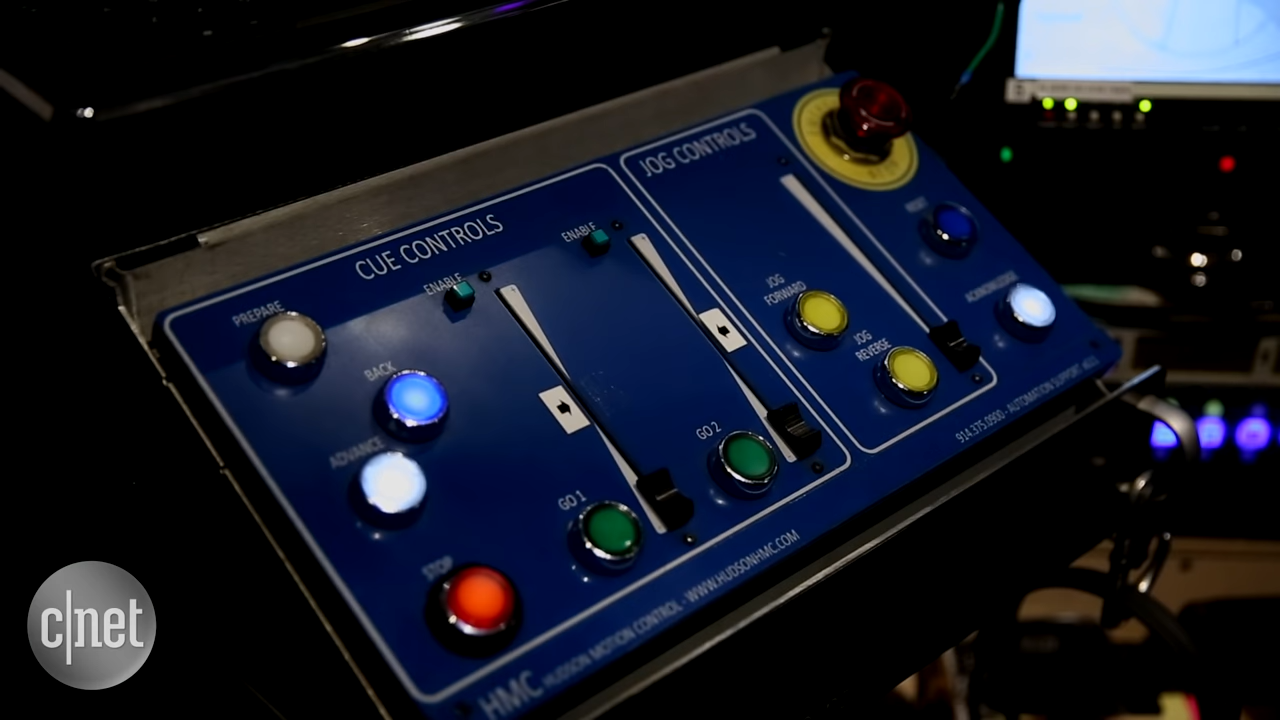 CUE CONTROLS
JOG CONTROLS
PREPARE
ENABLE
ENABLE
BACK
ADVANCE
STOP
GO 1
GO 2
JOG
FORWARD
JOG
REVERSE
ACKNOWLEDGE
HMC HUDSON MOTION CONTROL - WWW.HUDSONHMC.COM
914.375.0900 - AUTOMATION SUPPORT
c|net